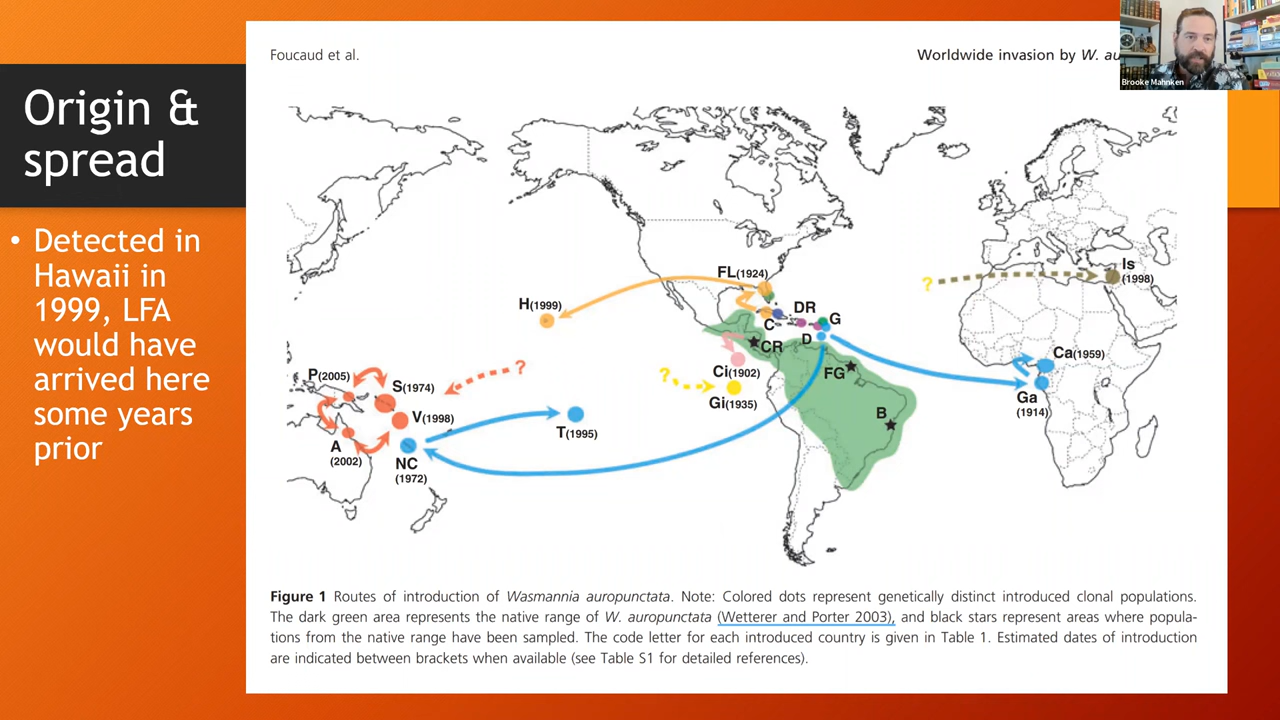 Foucaud et al.
Worldwide invasion by W. au
Brooke Mahnken
Origin &
spread
• Detected in
Hawaii in
1999, LFA
would have
arrived here
some years
prior
Is
(1998)
?
FL(1924)
H(1999)
DR
G
C
D
CR
Ca(1959)
?
P(2005)
S(1974)
?
Ci(1902)
FG
Ga
(1914)
Gi(1935)
B
V(1998)
T(1995)
A
(2002)
NC
(1972)
Figure 1 Routes of introduction of Wasmannia auropunctata. Note: Colored dots represent genetically distinct introduced clonal populations.
The dark green area represents the native range of W. auropunctata (Wetterer and Porter 2003), and black stars represent areas where popula-
tions from the native range have been sampled. The code letter for each introduced country is given in Table 1. Estimated dates of introduction
are indicated between brackets when available (see Table S1 for detailed references).